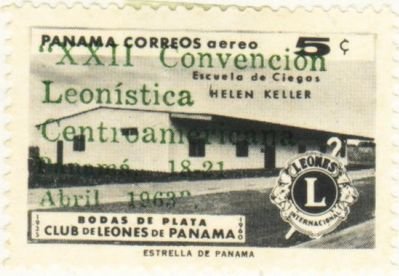 PANAMA CORREOS aereo 5 ¢
"XXII Convención
Escuela de Ciegos
Leonística
HELEN KELLER
Centroamericana.
Panamá, 18-21
Abril 1963".
LEONES
L
INTERNACIONAL
1935 BODAS DE PLATA 1960
CLUB DE LEONES DE PANAMA
ESTRELLA DE PANAMA